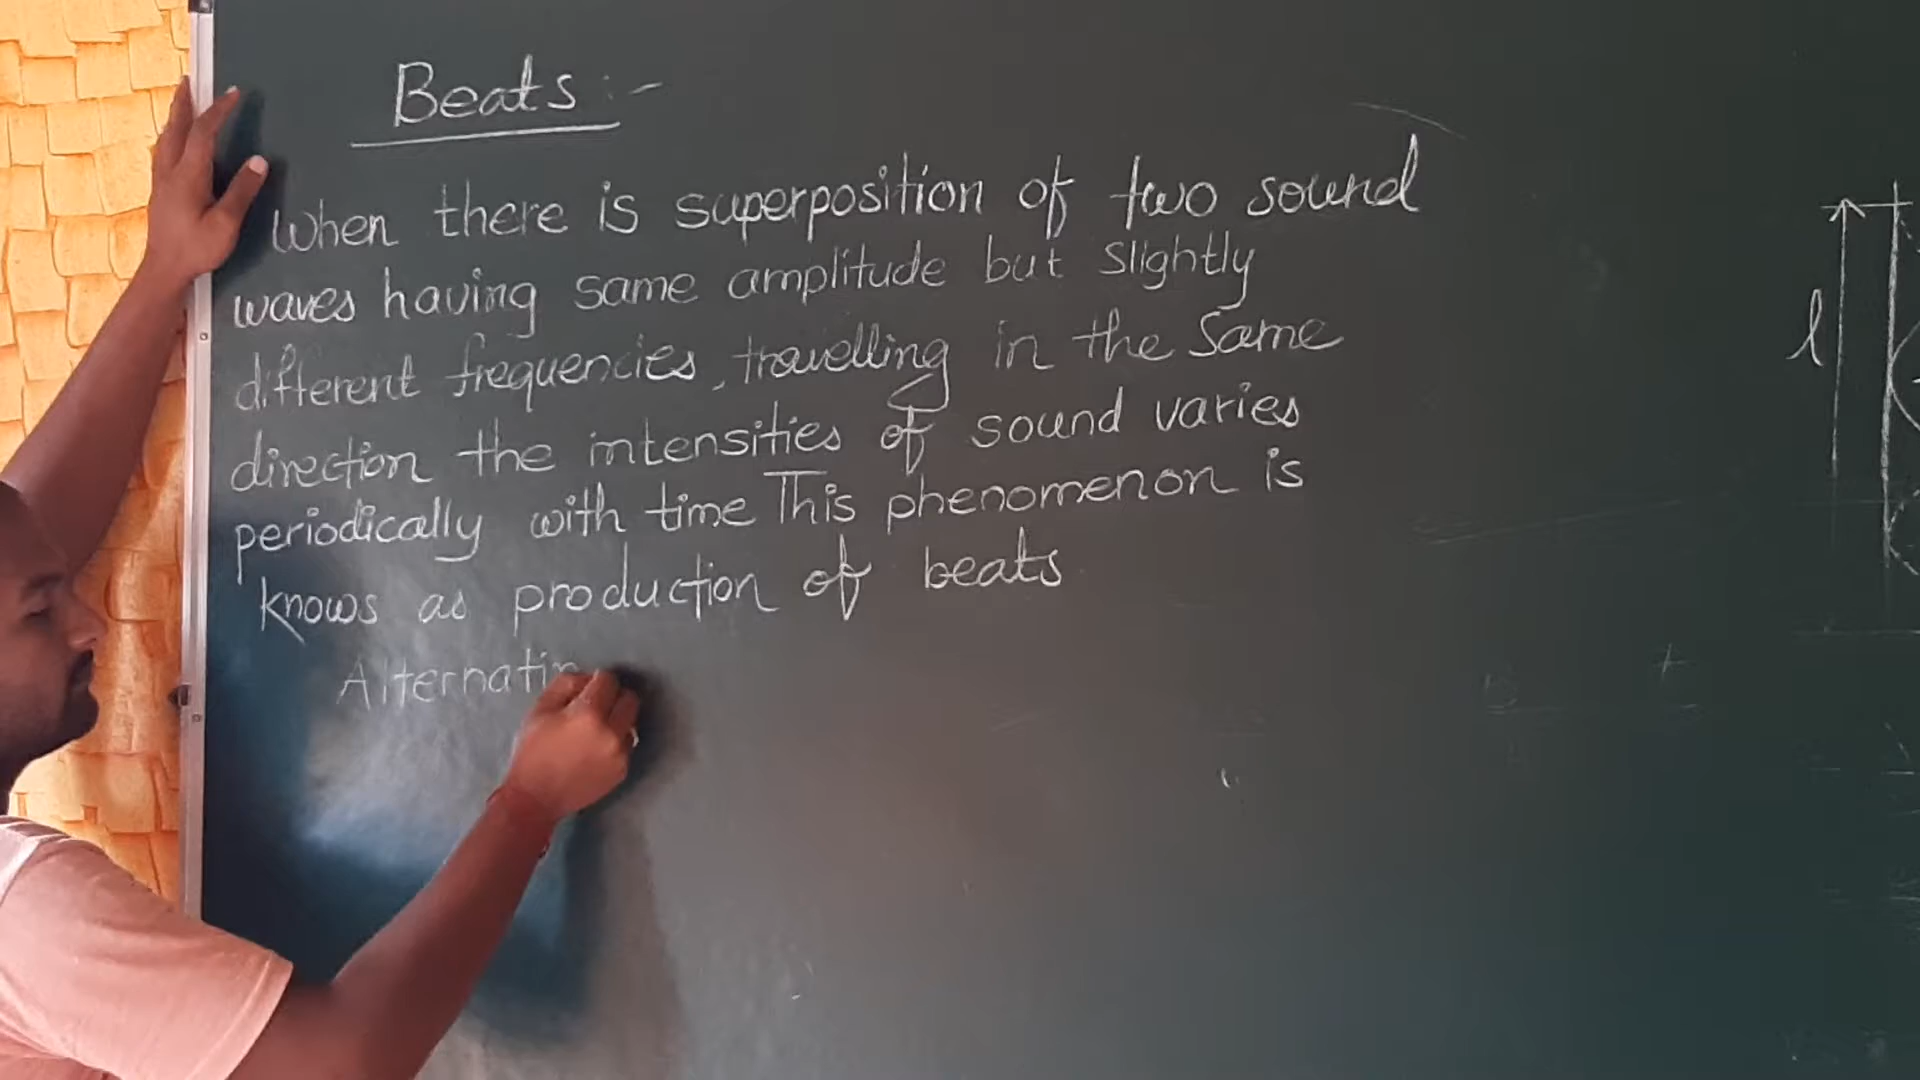 Beats :-
When there is superposition of two sound
waves having same amplitude but slightly
different frequencies, travelling in the same
direction the intensities of sound varies
periodically with time This phenomenon is
knows as production of beats
Alternatin
l